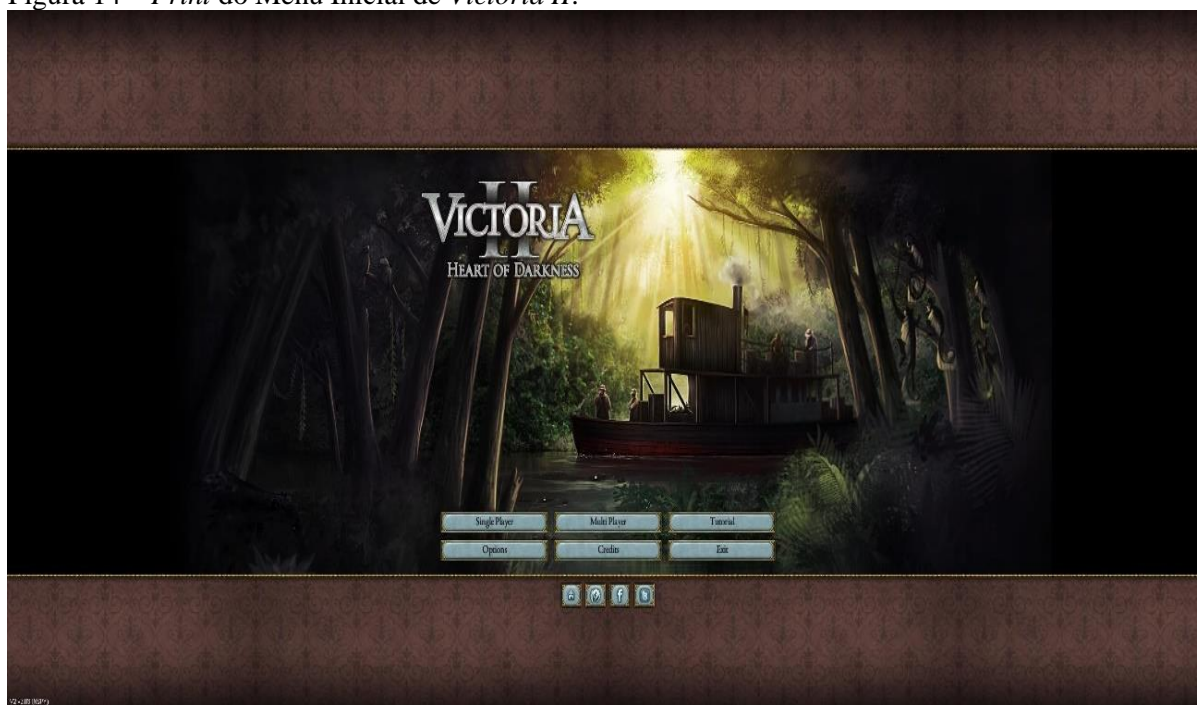 Figura 14 – Print do Menu Inicial de Victoria II.
VICTORIA
II
HEART OF DARKNESS
Single Player
Multi Player
Tutorial
Options
Credits
Exit